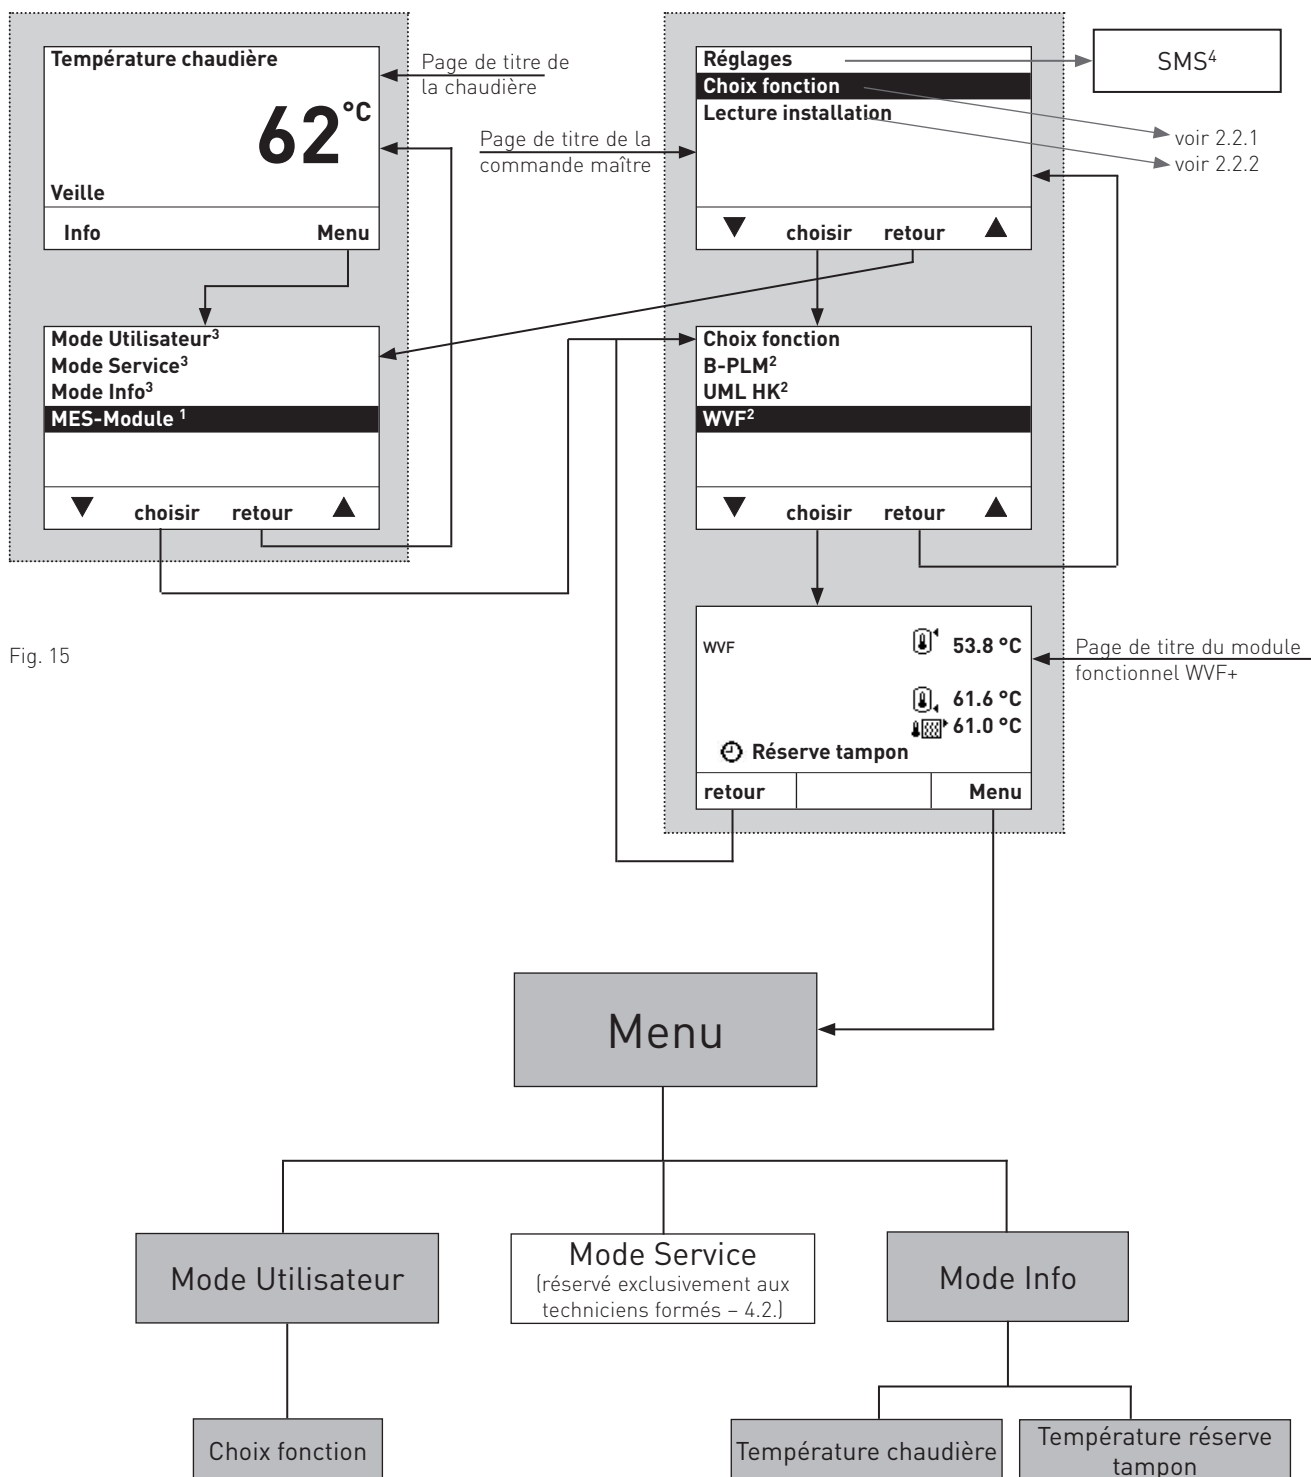 Température chaudière
62°C
Veille
Info Menu
Page de titre de
la chaudière
Mode Utilisateur³
Mode Service³
Mode Info³
MES-Module ¹
▼ choisir retour ▲
Fig. 15
Page de titre de la
commande maître
Réglages
Choix fonction
Lecture installation
▼ choisir retour ▲
SMS⁴
voir 2.2.1
voir 2.2.2
Choix fonction
B-PLM²
UML HK²
WVF²
▼ choisir retour ▲
WVF 53.8 °C
61.6 °C
61.0 °C
Réserve tampon
retour Menu
Page de titre du module
fonctionnel WVF+
Menu
Mode Utilisateur
Mode Service
(réservé exclusivement aux
techniciens formés – 4.2.)
Mode Info
Choix fonction
Température chaudière
Température réserve
tampon